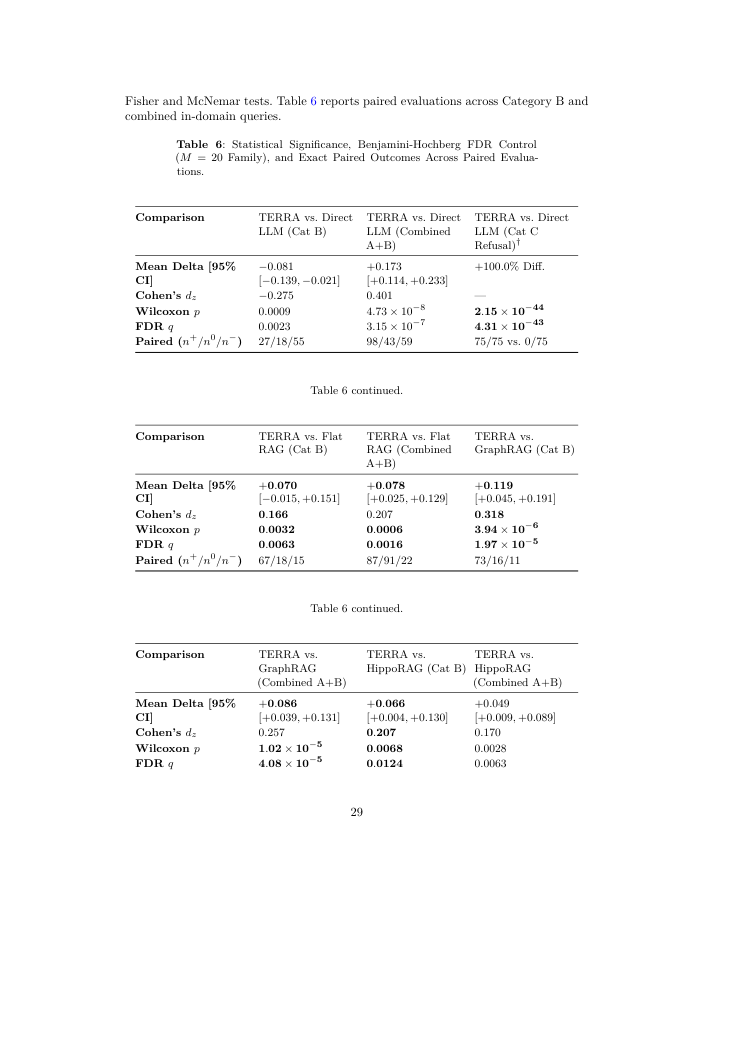 Fisher and McNemar tests. Table 6 reports paired evaluations across Category B and
combined in-domain queries.
Table 6: Statistical Significance, Benjamini-Hochberg FDR Control
(M = 20 Family), and Exact Paired Outcomes Across Paired Evalua-
tions.
Comparison TERRA vs. Direct TERRA vs. Direct TERRA vs. Direct
LLM (Cat B) LLM (Combined LLM (Cat C
A+B) Refusal)†
Mean Delta [95% −0.081 +0.173 +100.0% Diff.
CI] [−0.139, −0.021] [+0.114, +0.233]
Cohen's d_z −0.275 0.401 —
Wilcoxon p 0.0009 4.73 × 10^−8 2.15 × 10^−44
FDR q 0.0023 3.15 × 10^−7 4.31 × 10^−43
Paired (n^+/n^0/n^−) 27/18/55 98/43/59 75/75 vs. 0/75
Table 6 continued.
Comparison TERRA vs. Flat TERRA vs. Flat TERRA vs.
RAG (Cat B) RAG (Combined GraphRAG (Cat B)
A+B)
Mean Delta [95% +0.070 +0.078 +0.119
CI] [−0.015, +0.151] [+0.025, +0.129] [+0.045, +0.191]
Cohen's d_z 0.166 0.207 0.318
Wilcoxon p 0.0032 0.0006 3.94 × 10^−6
FDR q 0.0063 0.0016 1.97 × 10^−5
Paired (n^+/n^0/n^−) 67/18/15 87/91/22 73/16/11
Table 6 continued.
Comparison TERRA vs. TERRA vs. TERRA vs.
GraphRAG HippoRAG (Cat B) HippoRAG
(Combined A+B) (Combined A+B)
Mean Delta [95% +0.086 +0.066 +0.049
CI] [+0.039, +0.131] [+0.004, +0.130] [+0.009, +0.089]
Cohen's d_z 0.257 0.207 0.170
Wilcoxon p 1.02 × 10^−5 0.0068 0.0028
FDR q 4.08 × 10^−5 0.0124 0.0063
29